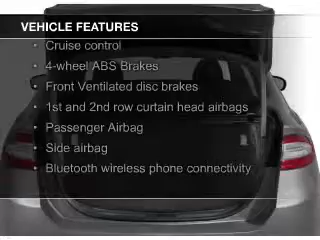 VEHICLE FEATURES
• Cruise control
• 4-wheel ABS Brakes
• Front Ventilated disc brakes
• 1st and 2nd row curtain head airbags
• Passenger Airbag
• Side airbag
• Bluetooth wireless phone connectivity